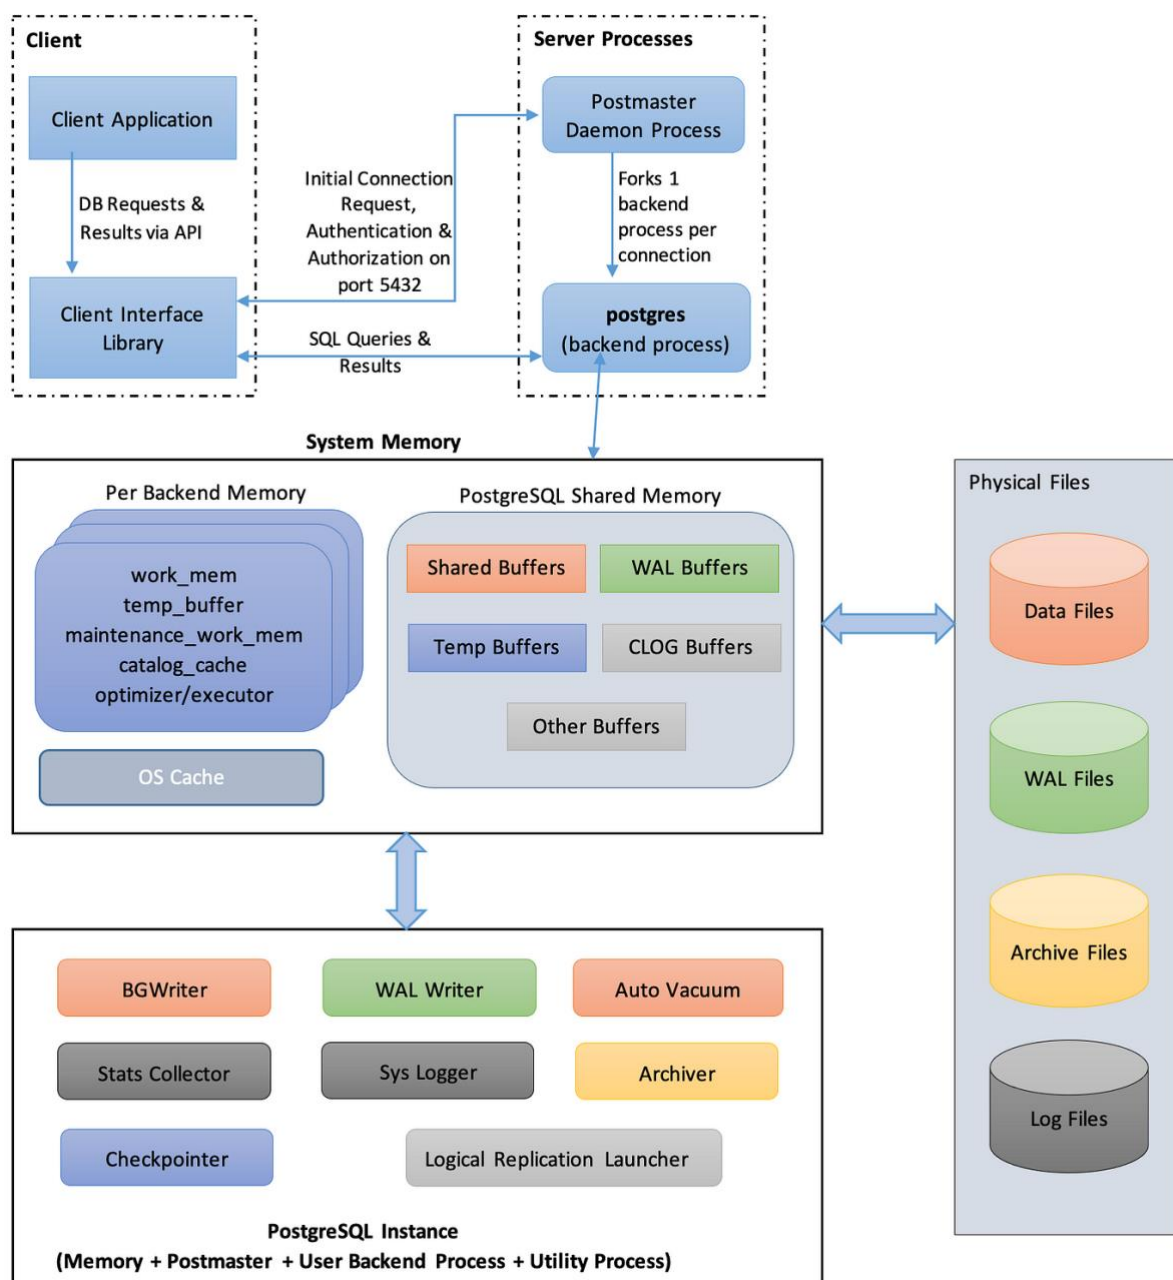 Client
Client Application
DB Requests &
Results via API
Client Interface
Library
Initial Connection
Request,
Authentication &
Authorization on
port 5432
SQL Queries &
Results
Server Processes
Postmaster
Daemon Process
Forks 1
backend
process per
connection
postgres
(backend process)
System Memory
Per Backend Memory
work_mem
temp_buffer
maintenance_work_mem
catalog_cache
optimizer/executor
OS Cache
PostgreSQL Shared Memory
Shared Buffers
WAL Buffers
Temp Buffers
CLOG Buffers
Other Buffers
Physical Files
Data Files
WAL Files
Archive Files
Log Files
BGWriter
WAL Writer
Auto Vacuum
Stats Collector
Sys Logger
Archiver
Checkpointer
Logical Replication Launcher
PostgreSQL Instance
(Memory + Postmaster + User Backend Process + Utility Process)